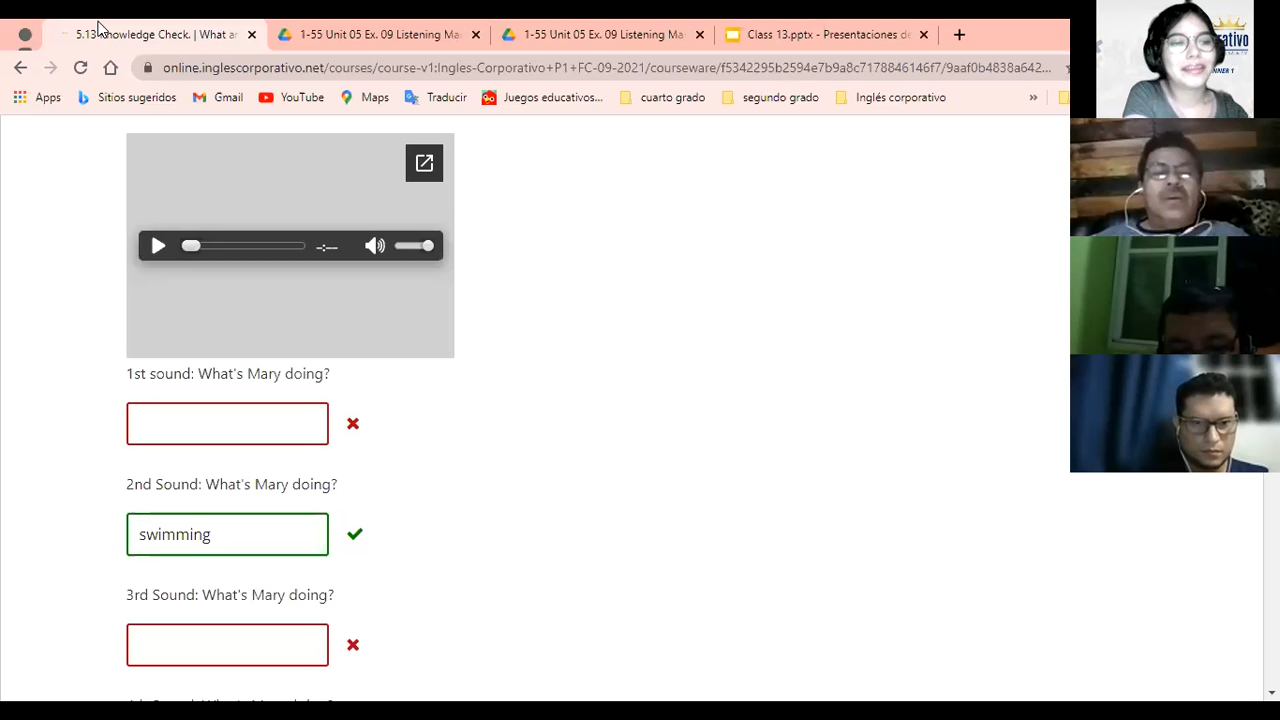 5.13 Knowledge Check. | What ar
1-55 Unit 05 Ex. 09 Listening Ma
1-55 Unit 05 Ex. 09 Listening Ma
Class 13.pptx - Presentaciones de
online.inglescorporativo.net/courses/course-v1:Ingles-Corporativo+P1+FC-09-2021/courseware/f5342295b2594e7b9a8c7178846146f7/9aaf0b4838a642...
Apps
Sitios sugeridos
Gmail
YouTube
Maps
Traducir
Juegos educativos...
cuarto grado
segundo grado
Inglés corporativo
1st sound: What's Mary doing?
2nd Sound: What's Mary doing?
swimming
3rd Sound: What's Mary doing?